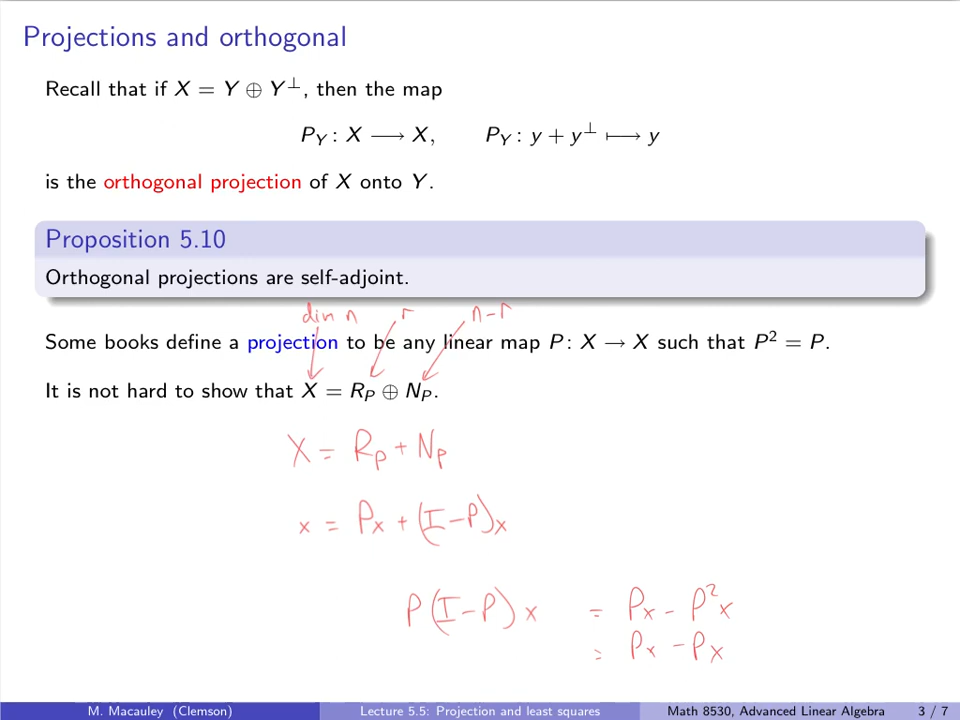 Projections and orthogonal
Recall that if X = Y ⊕ Y⊥, then the map
P_Y : X ⟶ X, P_Y : y + y⊥ ⟼ y
is the orthogonal projection of X onto Y.
Proposition 5.10
Orthogonal projections are self-adjoint.
dim n r n-r
Some books define a projection to be any linear map P : X → X such that P² = P.
It is not hard to show that X = R_P ⊕ N_P.
X = R_P + N_P
x = Px + (I-P)x
P(I-P)x = Px - P²x
= Px - Px
M. Macauley (Clemson) Lecture 5.5: Projection and least squares Math 8530, Advanced Linear Algebra 3 / 7